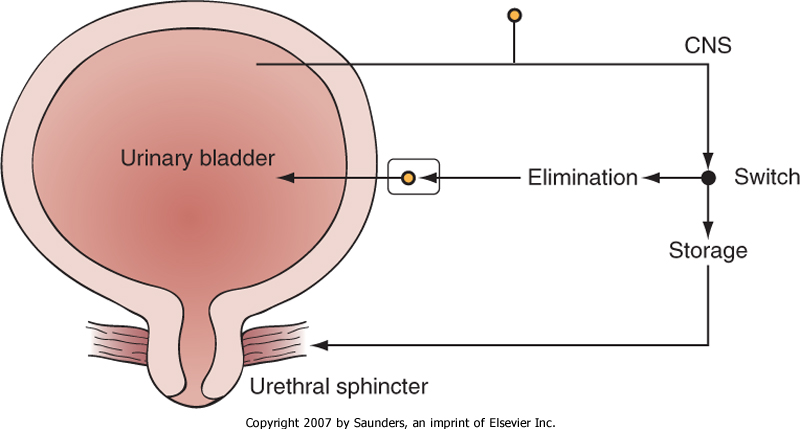 CNS
Urinary bladder
Elimination
Switch
Storage
Urethral sphincter
Copyright 2007 by Saunders, an imprint of Elsevier Inc.